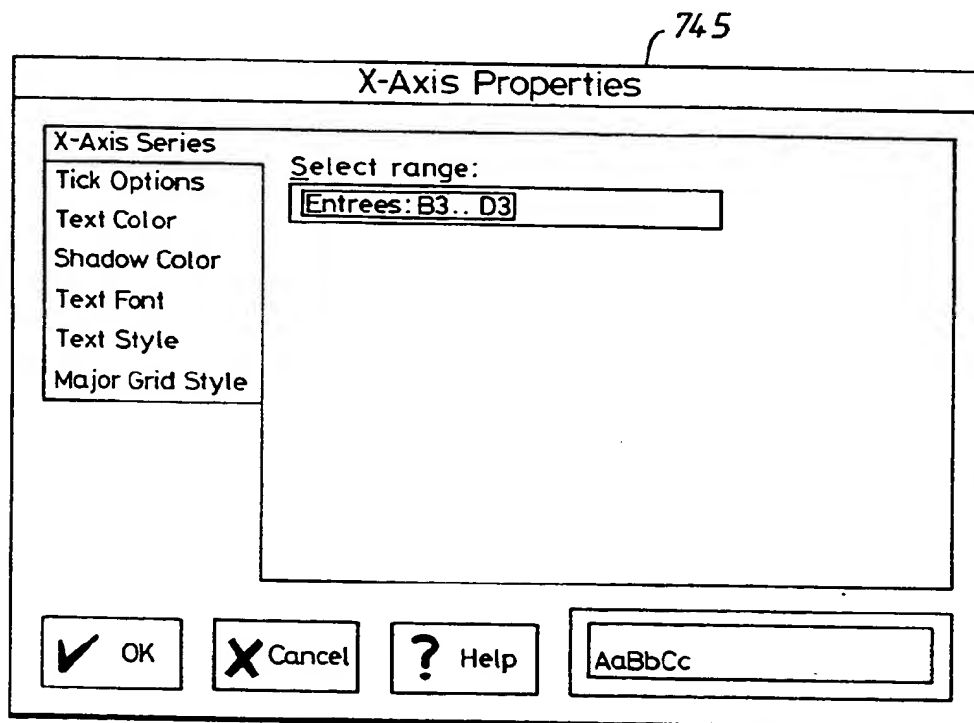 745
X-Axis Properties
X-Axis Series
Tick Options
Text Color
Shadow Color
Text Font
Text Style
Major Grid Style
Select range:
Entrees: B3.. D3
OK
Cancel
? Help
AaBbCc